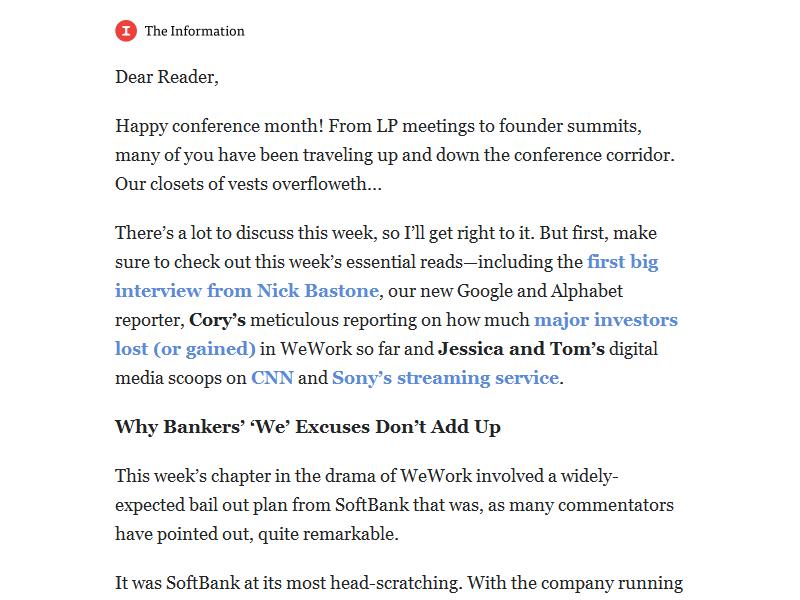 The Information
Dear Reader,
Happy conference month! From LP meetings to founder summits,
many of you have been traveling up and down the conference corridor.
Our closets of vests overfloweth...
There’s a lot to discuss this week, so I’ll get right to it. But first, make
sure to check out this week’s essential reads—including the first big
interview from Nick Bastone, our new Google and Alphabet
reporter, Cory’s meticulous reporting on how much major investors
lost (or gained) in WeWork so far and Jessica and Tom’s digital
media scoops on CNN and Sony’s streaming service.
Why Bankers’ ‘We’ Excuses Don’t Add Up
This week’s chapter in the drama of WeWork involved a widely-
expected bail out plan from SoftBank that was, as many commentators
have pointed out, quite remarkable.
It was SoftBank at its most head-scratching. With the company running